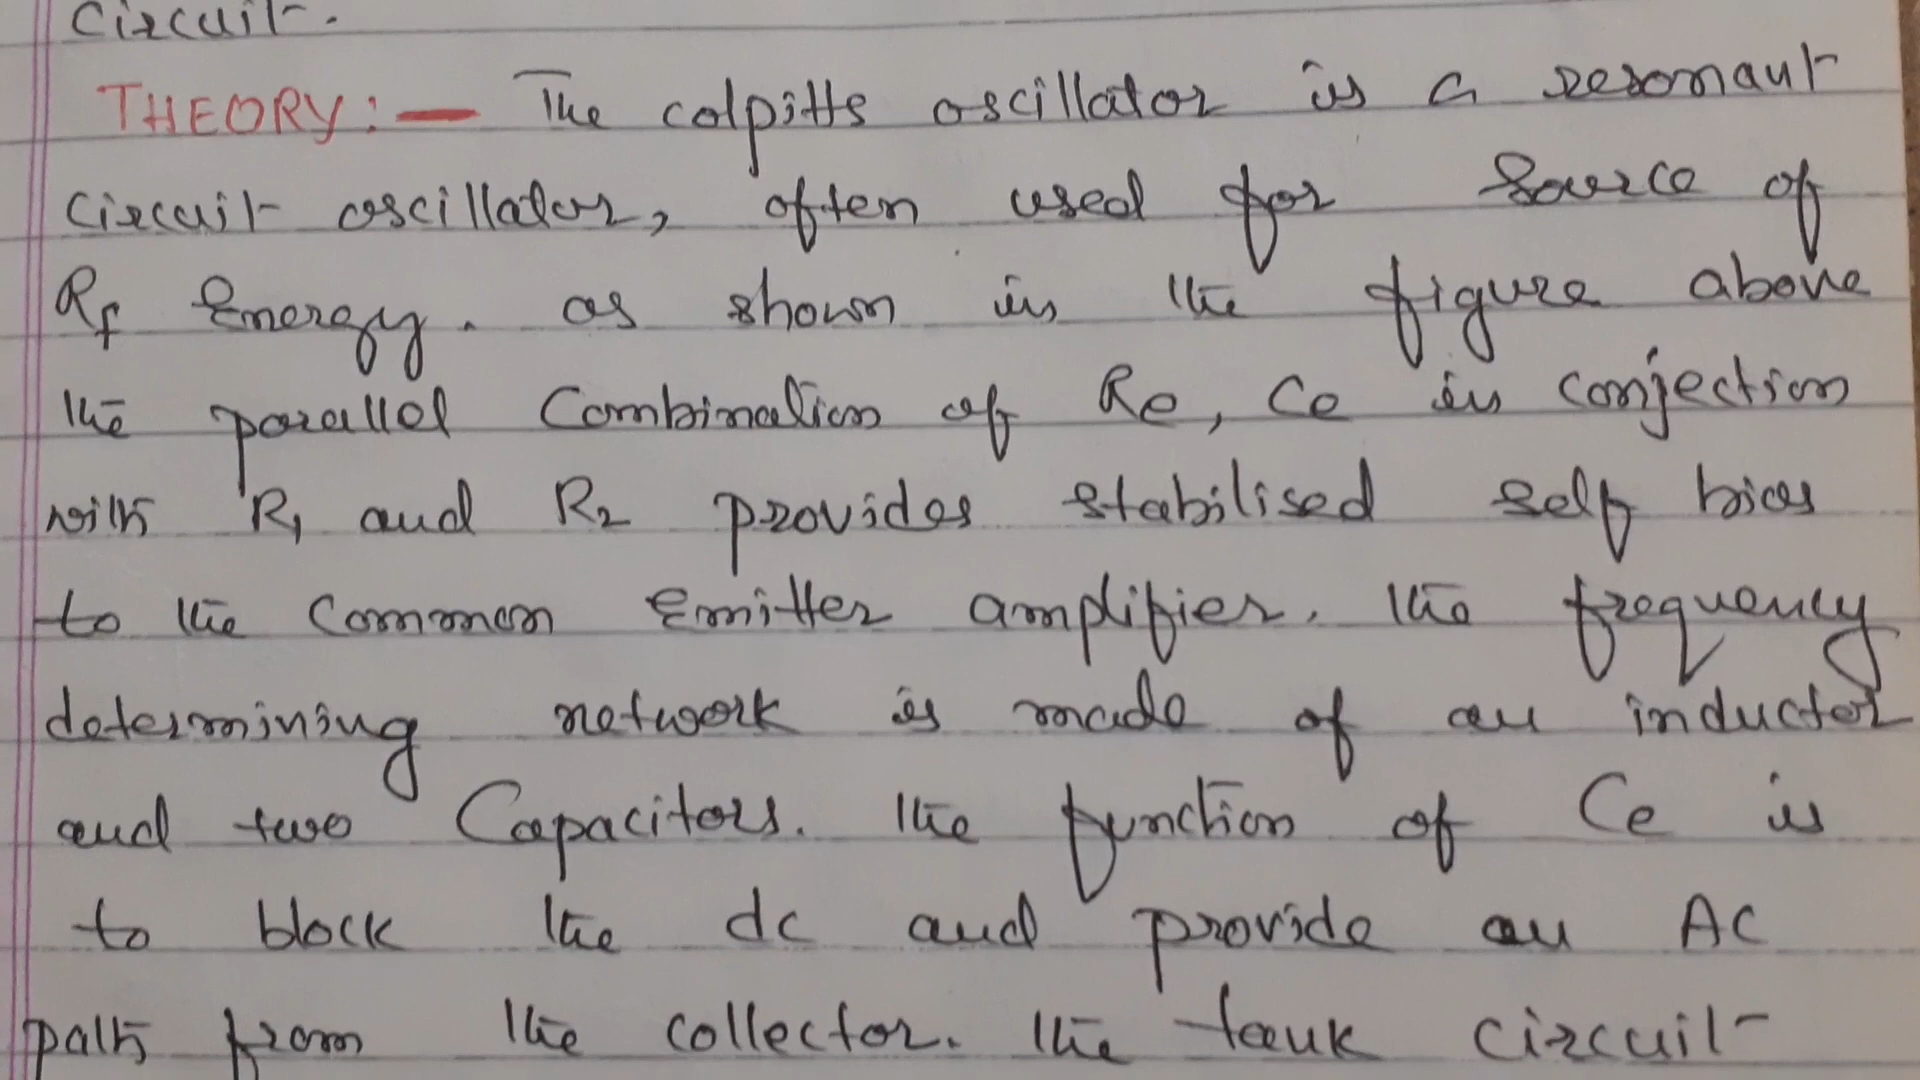 Circuit.
THEORY:— The colpitts oscillator is a resonant
circuit oscillator, often used for source of
Rf Energy. as shown in the figure above
the parallel Combination of Re, Ce in conjection
with R1 and R2 provides stabilised self bias
to the common Emitter amplifier. the frequency
determining network is made of an inductor
and two Capacitors. the function of Ce is
to block the dc and provide an AC
path from the collector. the tank circuit